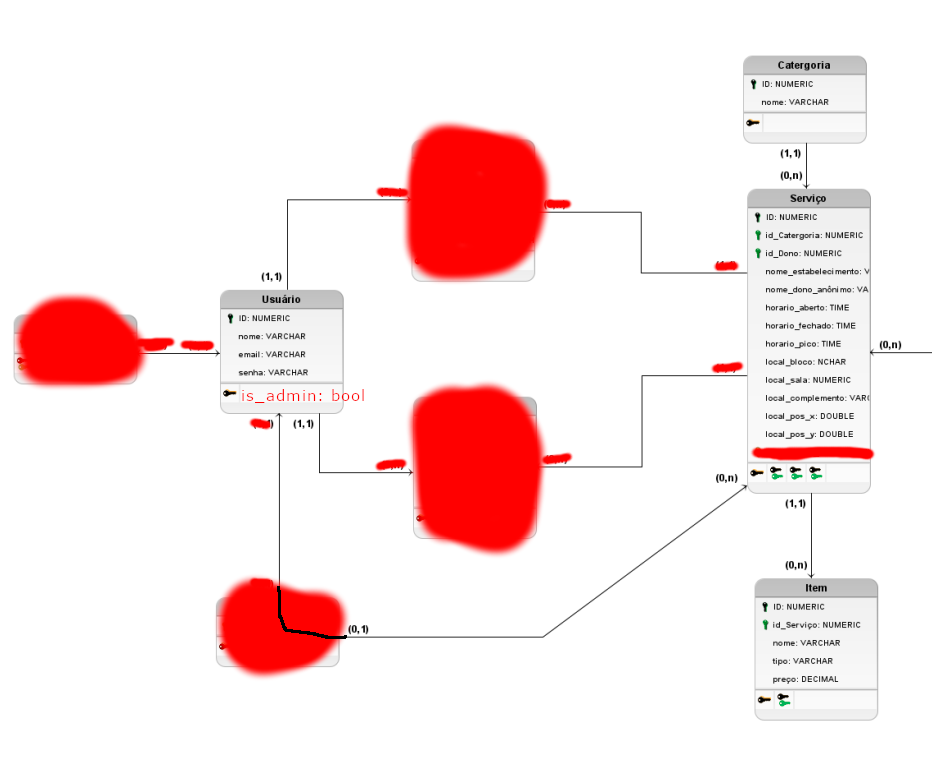 Catergoria
ID: NUMERIC
nome: VARCHAR
(1,1)
(0,n)
Serviço
ID: NUMERIC
id_Catergoria: NUMERIC
id_Dono: NUMERIC
nome_estabelecimento: V
nome_dono_anônimo: VA
horario_aberto: TIME
horario_fechado: TIME
horario_pico: TIME
local_bloco: NCHAR
local_sala: NUMERIC
local_complemento: VARC
local_pos_x: DOUBLE
local_pos_y: DOUBLE
(0,n)
(1,1)
Usuário
ID: NUMERIC
nome: VARCHAR
email: VARCHAR
senha: VARCHAR
is_admin: bool
(1,1)
(0,n)
(1,1)
(0,1)
(0,n)
Item
ID: NUMERIC
id_Serviço: NUMERIC
nome: VARCHAR
tipo: VARCHAR
preço: DECIMAL